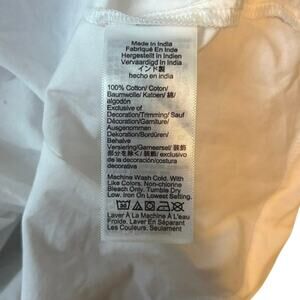 Made in India
Fabriqué en Inde
Hergestellt in Indien
Vervaardigd in India
インド製
hecho en india
100% Cotton/ Coton/
Baumwolle/ Katoen/ 綿/
algodón
Exclusive of
Decoration/Trimming/ Sauf
Décoration/Garniture/
Ausgenommen
Dekoration/Bordüren/
Behalve
Versiering/Garneersel/ 装飾
部分を除く/ 装飾/ exclusivo
de la decoración/costura
decorativa
Machine Wash Cold. With
Like Colors. Non-chlorine
Bleach Only. Tumble Dry
Low. Iron On Lowest Setting.
Laver À La Machine À L'eau
Froide. Laver En Séparant
Les Couleurs. Seulement